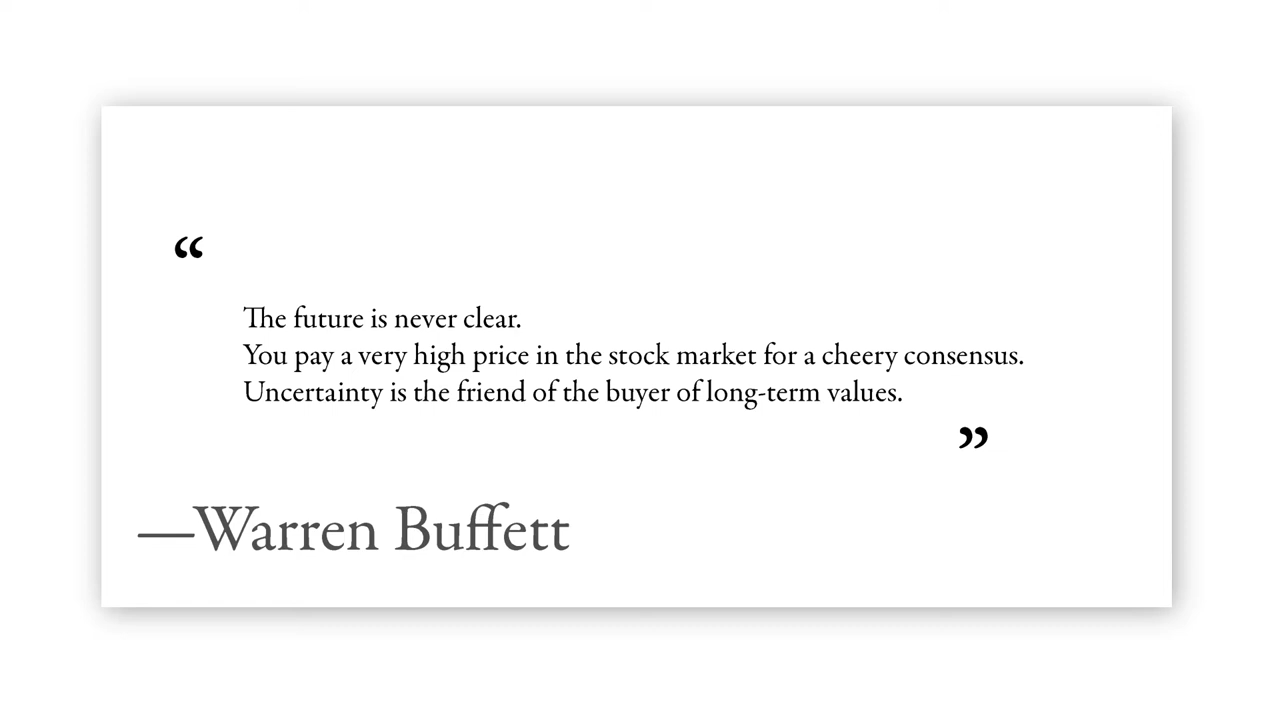 “
The future is never clear.
You pay a very high price in the stock market for a cheery consensus.
Uncertainty is the friend of the buyer of long-term values.
”
—Warren Buffett